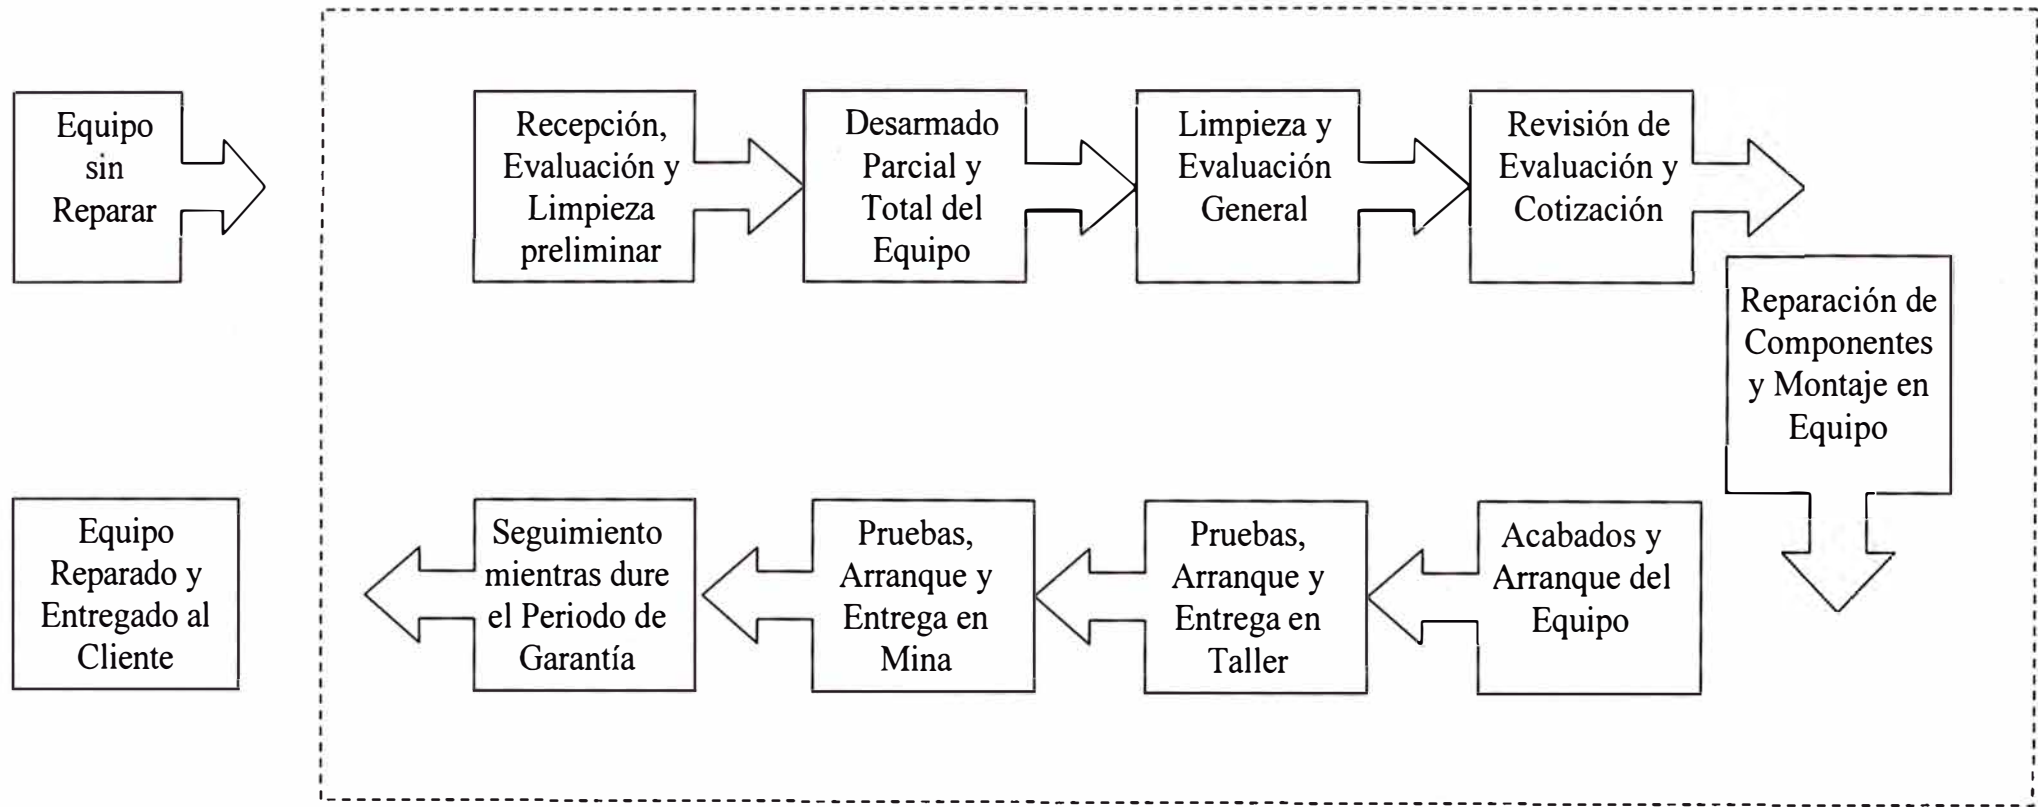 Equipo
sin
Reparar
Recepción,
Evaluación y
Limpieza
preliminar
Desarmado
Parcial y
Total del
Equipo
Limpieza y
Evaluación
General
Revisión de
Evaluación y
Cotización
Reparación de
Componentes
y Montaje en
Equipo
Acabados y
Arranque del
Equipo
Pruebas,
Arranque y
Entrega en
Taller
Pruebas,
Arranque y
Entrega en
Mina
Seguimiento
mientras dure
el Periodo de
Garantía
Equipo
Reparado y
Entregado al
Cliente